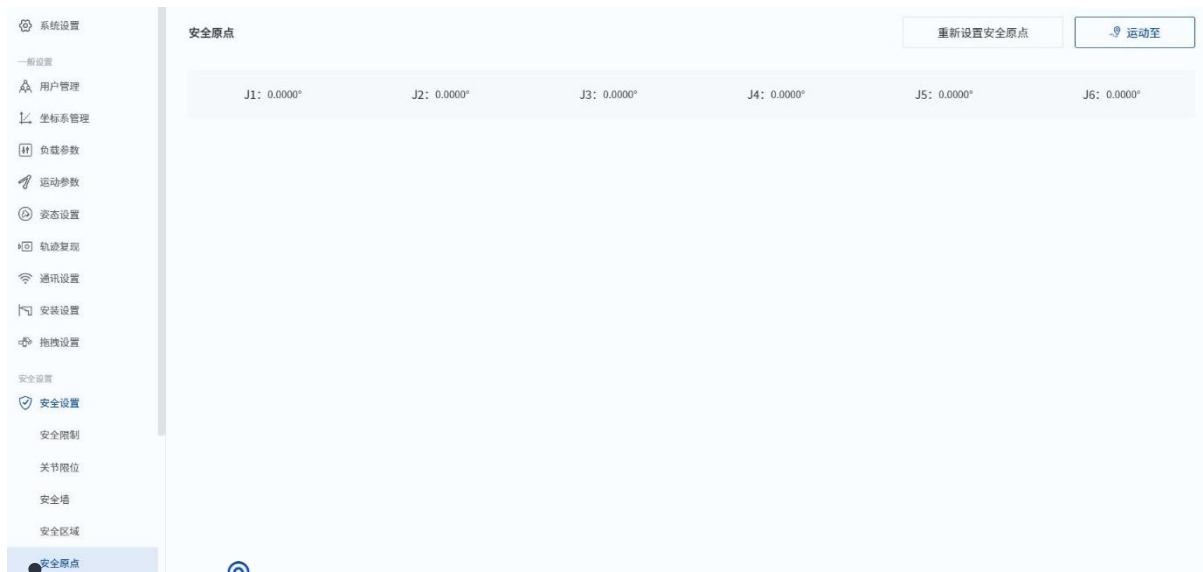 系统设置
一般设置
用户管理
坐标系管理
负载参数
运动参数
姿态设置
轨迹复现
通讯设置
安装设置
拖拽设置
安全设置
安全设置
安全限制
关节限位
安全墙
安全区域
安全原点
安全原点 重新设置安全原点 运动至
J1: 0.0000° J2: 0.0000° J3: 0.0000° J4: 0.0000° J5: 0.0000° J6: 0.0000°